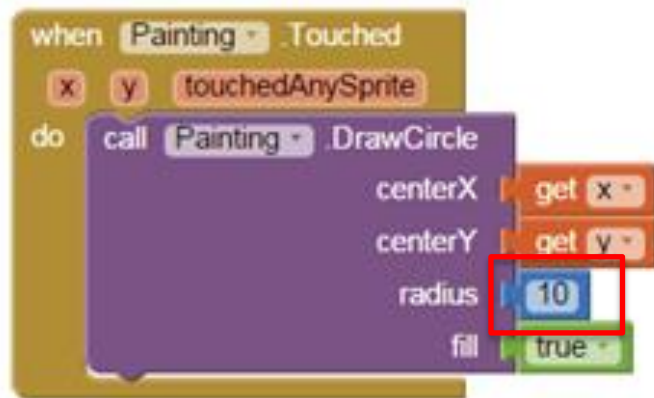 when Painting .Touched
x y touchedAnySprite
do call Painting .DrawCircle
centerX get x
centerY get y
radius 10
fill true